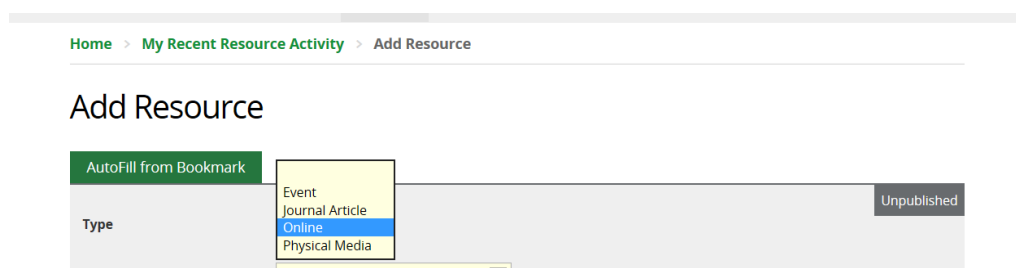 Home > My Recent Resource Activity > Add Resource
Add Resource
AutoFill from Bookmark
Event
Journal Article
Online
Physical Media
Type
Unpublished